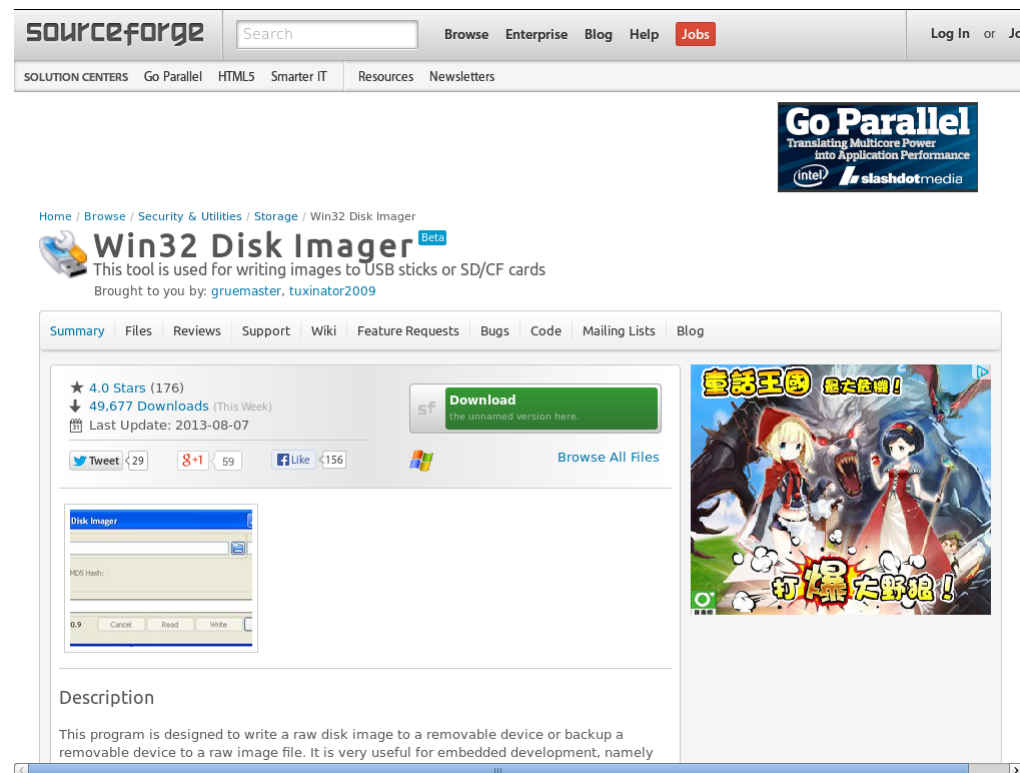 sourceforge
Search
Browse Enterprise Blog Help Jobs
Log In or Jo
SOLUTION CENTERS Go Parallel HTML5 Smarter IT Resources Newsletters
Go Parallel
Translating Multicore Power
into Application Performance
intel slashdotmedia
Home / Browse / Security & Utilities / Storage / Win32 Disk Imager
Win32 Disk Imager Beta
This tool is used for writing images to USB sticks or SD/CF cards
Brought to you by: gruemaster, tuxinator2009
Summary Files Reviews Support Wiki Feature Requests Bugs Code Mailing Lists Blog
4.0 Stars (176)
49,677 Downloads (This Week)
31 Last Update: 2013-08-07
sf Download
the unnamed version here.
Tweet 29 g+1 59 Like 156
Browse All Files
童話王國 最大危機!
Disk Imager
MD5 Hash:
0.9 Cancel Read Write
打爆大野狼!
Description
This program is designed to write a raw disk image to a removable device or backup a
removable device to a raw image file. It is very useful for embedded development, namely